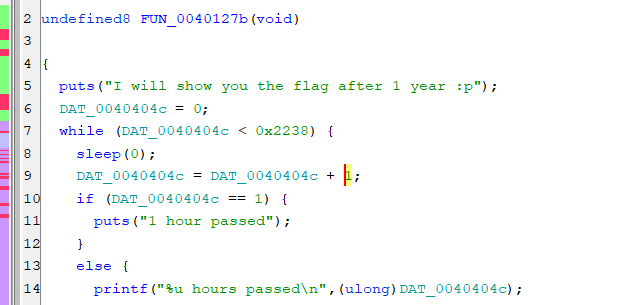 2 undefined8 FUN_0040127b(void)
3
4 {
5 puts("I will show you the flag after 1 year :p");
6 DAT_0040404c = 0;
7 while (DAT_0040404c < 0x2238) {
8 sleep(0);
9 DAT_0040404c = DAT_0040404c + 1;
10 if (DAT_0040404c == 1) {
11 puts("1 hour passed");
12 }
13 else {
14 printf("%u hours passed\n",(ulong)DAT_0040404c);